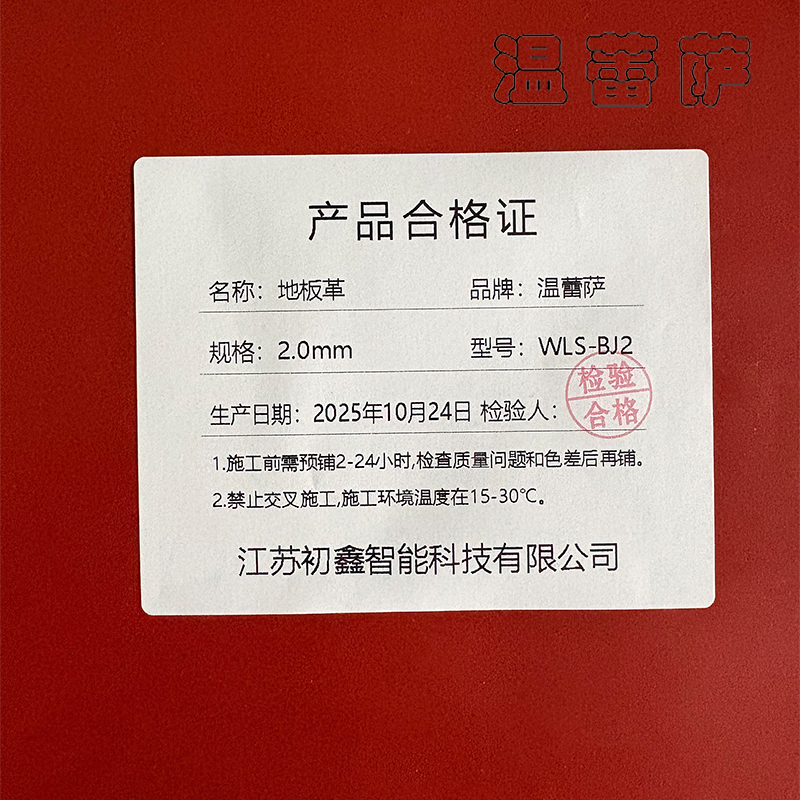 温蕾萨
产品合格证
名称：地板革 品牌：温蕾萨
规格：2.0mm 型号：WLS-BJ2
生产日期：2025年10月24日 检验人：
检验
合格
1.施工前需预铺2-24小时,检查质量问题和色差后再铺。
2.禁止交叉施工,施工环境温度在15-30℃。
江苏初鑫智能科技有限公司